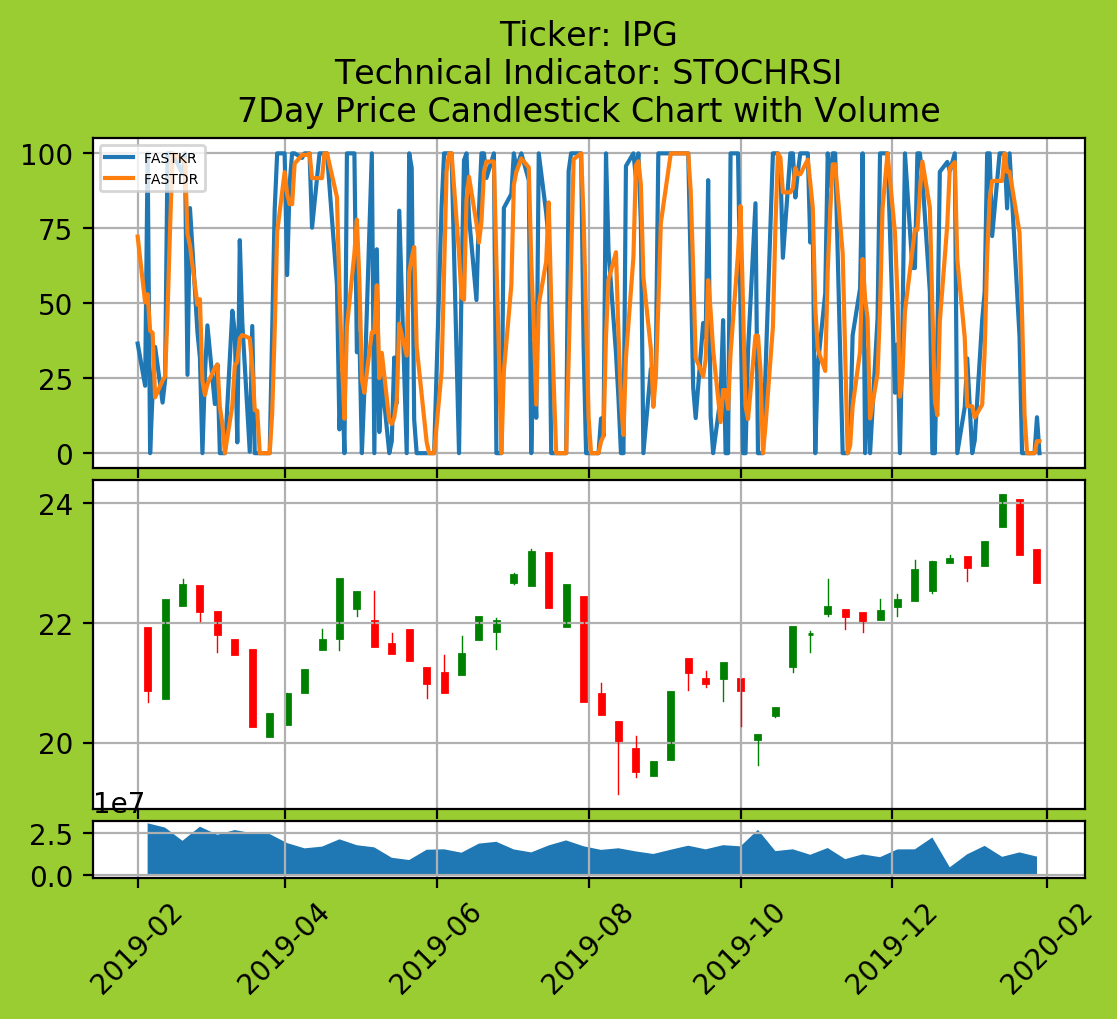 Ticker: IPG
Technical Indicator: STOCHRSI
7Day Price Candlestick Chart with Volume
100
75
50
25
0
FASTKR
FASTDR
24
22
20
1e7
2.5
0.0
2019-02
2019-04
2019-06
2019-08
2019-10
2019-12
2020-02